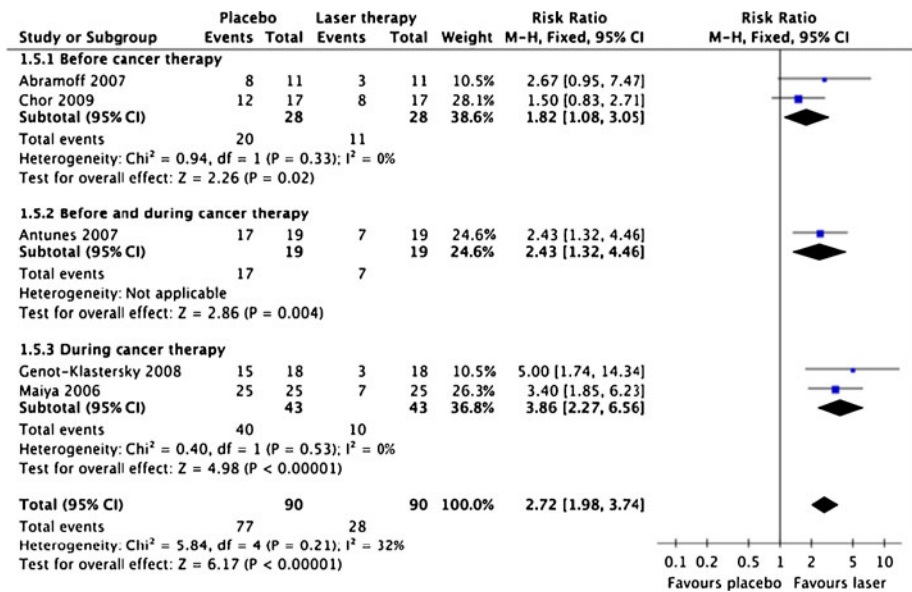 Placebo Laser therapy Risk Ratio Risk Ratio
Study or Subgroup Events Total Events Total Weight M-H, Fixed, 95% CI M-H, Fixed, 95% CI
1.5.1 Before cancer therapy
Abramoff 2007 8 11 3 11 10.5% 2.67 [0.95, 7.47]
Chor 2009 12 17 8 17 28.1% 1.50 [0.83, 2.71]
Subtotal (95% CI) 28 28 38.6% 1.82 [1.08, 3.05]
Total events 20 11
Heterogeneity: Chi² = 0.94, df = 1 (P = 0.33); I² = 0%
Test for overall effect: Z = 2.26 (P = 0.02)
1.5.2 Before and during cancer therapy
Antunes 2007 17 19 7 19 24.6% 2.43 [1.32, 4.46]
Subtotal (95% CI) 19 19 24.6% 2.43 [1.32, 4.46]
Total events 17 7
Heterogeneity: Not applicable
Test for overall effect: Z = 2.86 (P = 0.004)
1.5.3 During cancer therapy
Genot-Klastersky 2008 15 18 3 18 10.5% 5.00 [1.74, 14.34]
Maiya 2006 25 25 7 25 26.3% 3.40 [1.85, 6.23]
Subtotal (95% CI) 43 43 36.8% 3.86 [2.27, 6.56]
Total events 40 10
Heterogeneity: Chi² = 0.40, df = 1 (P = 0.53); I² = 0%
Test for overall effect: Z = 4.98 (P < 0.00001)
Total (95% CI) 90 90 100.0% 2.72 [1.98, 3.74]
Total events 77 28
Heterogeneity: Chi² = 5.84, df = 4 (P = 0.21); I² = 32%
Test for overall effect: Z = 6.17 (P < 0.00001)
0.1 0.2 0.5 1 2 5 10
Favours placebo Favours laser